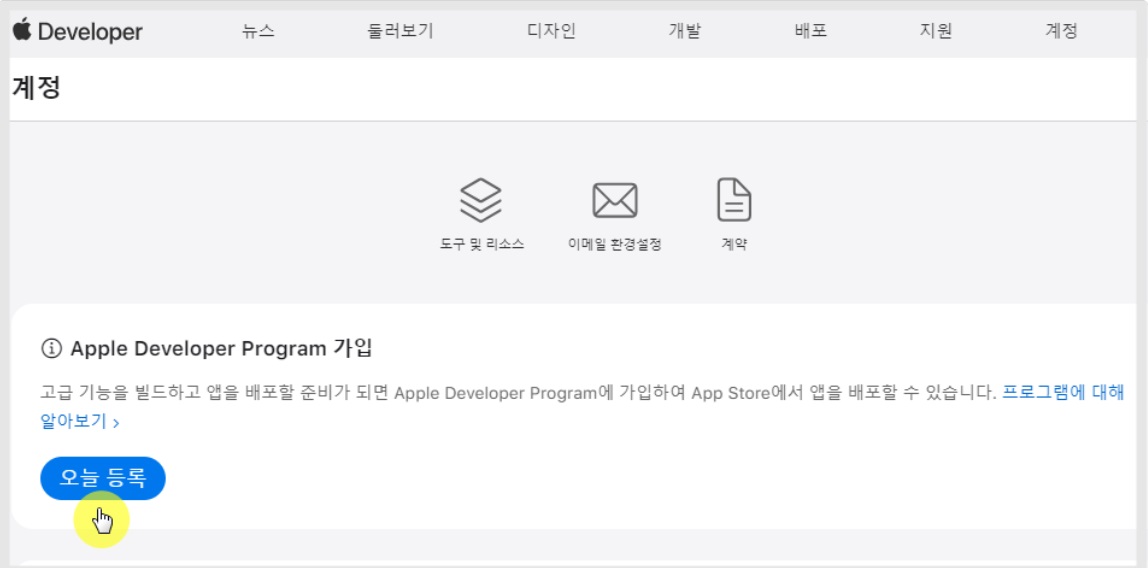 Developer 뉴스 둘러보기 디자인 개발 배포 지원 계정
계정
도구 및 리소스 이메일 환경설정 계약
Apple Developer Program 가입
고급 기능을 빌드하고 앱을 배포할 준비가 되면 Apple Developer Program에 가입하여 App Store에서 앱을 배포할 수 있습니다. 프로그램에 대해
알아보기 >
오늘 등록